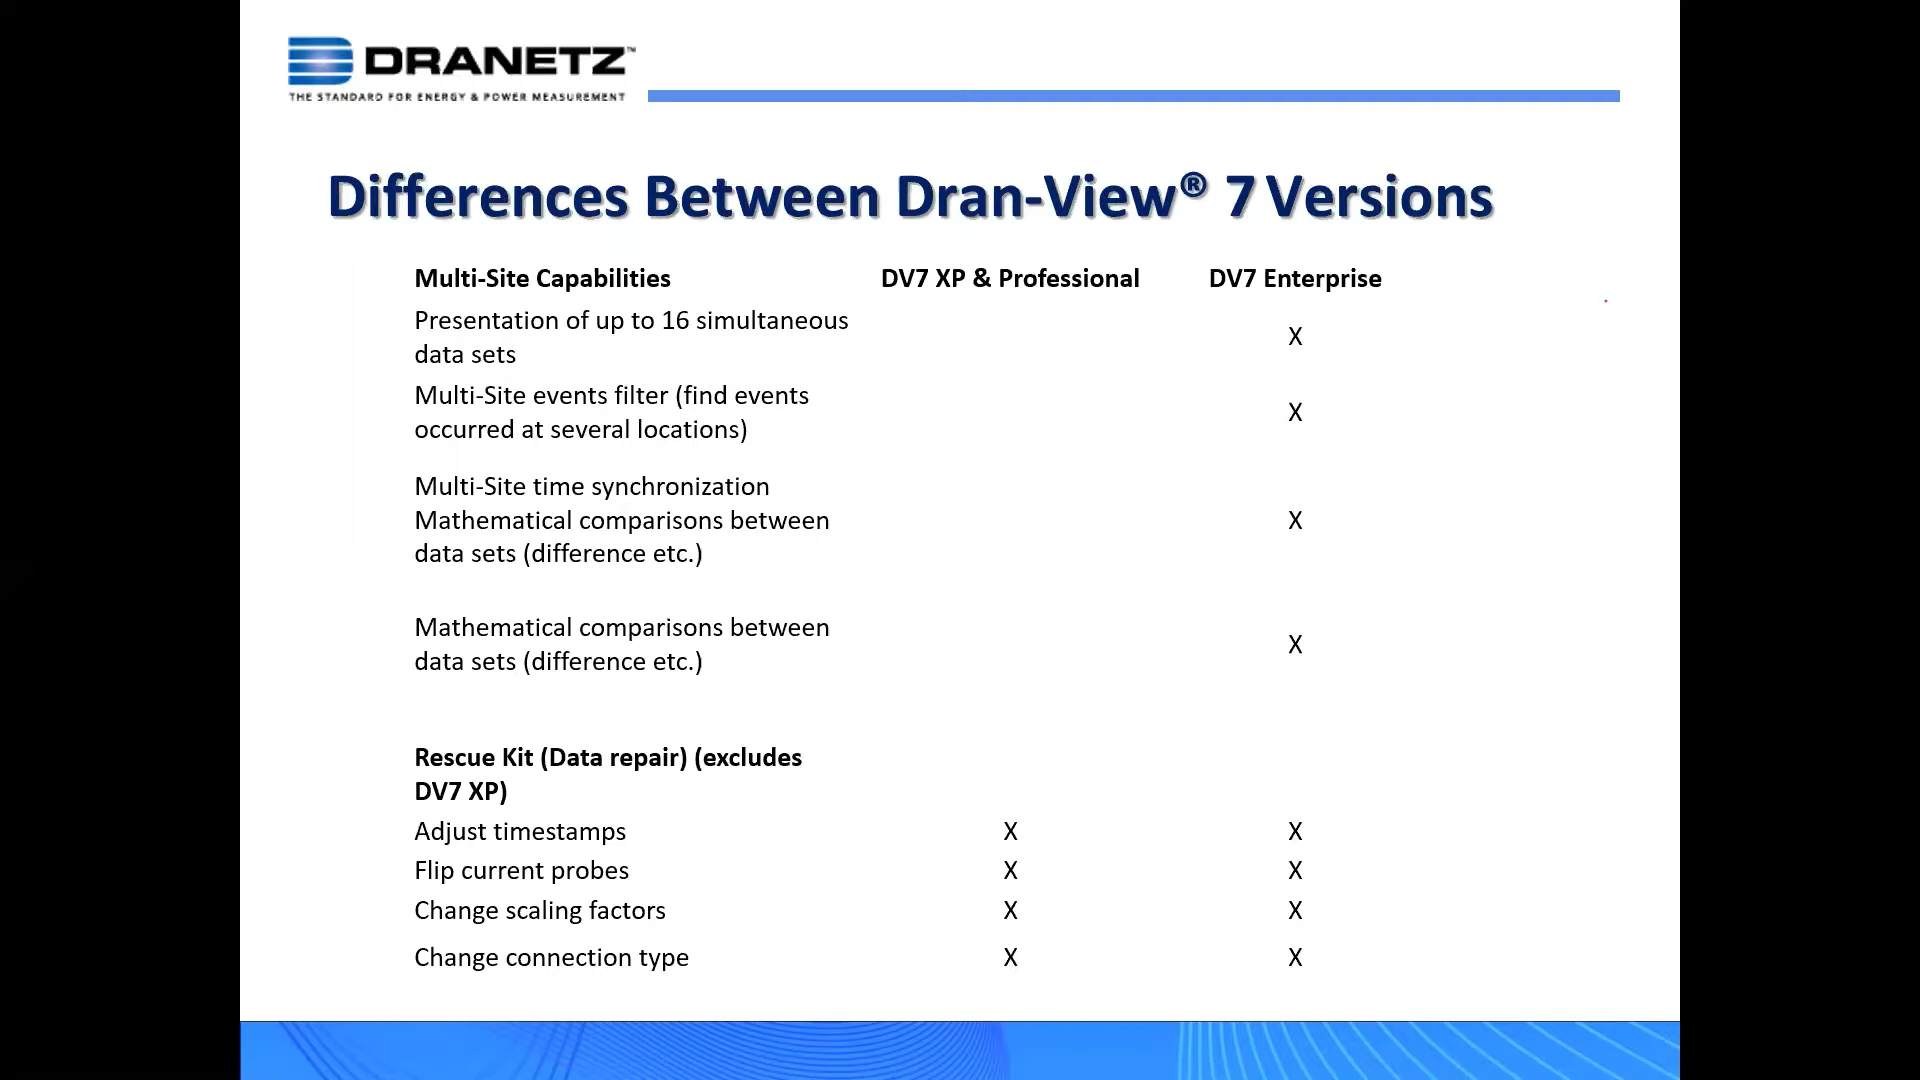 DRANETZ™
THE STANDARD FOR ENERGY & POWER MEASUREMENT
Differences Between Dran-View® 7 Versions
Multi-Site Capabilities DV7 XP & Professional DV7 Enterprise
Presentation of up to 16 simultaneous
data sets X
Multi-Site events filter (find events
occurred at several locations) X
Multi-Site time synchronization
Mathematical comparisons between X
data sets (difference etc.)
Mathematical comparisons between
data sets (difference etc.) X
Rescue Kit (Data repair) (excludes
DV7 XP)
Adjust timestamps X X
Flip current probes X X
Change scaling factors X X
Change connection type X X